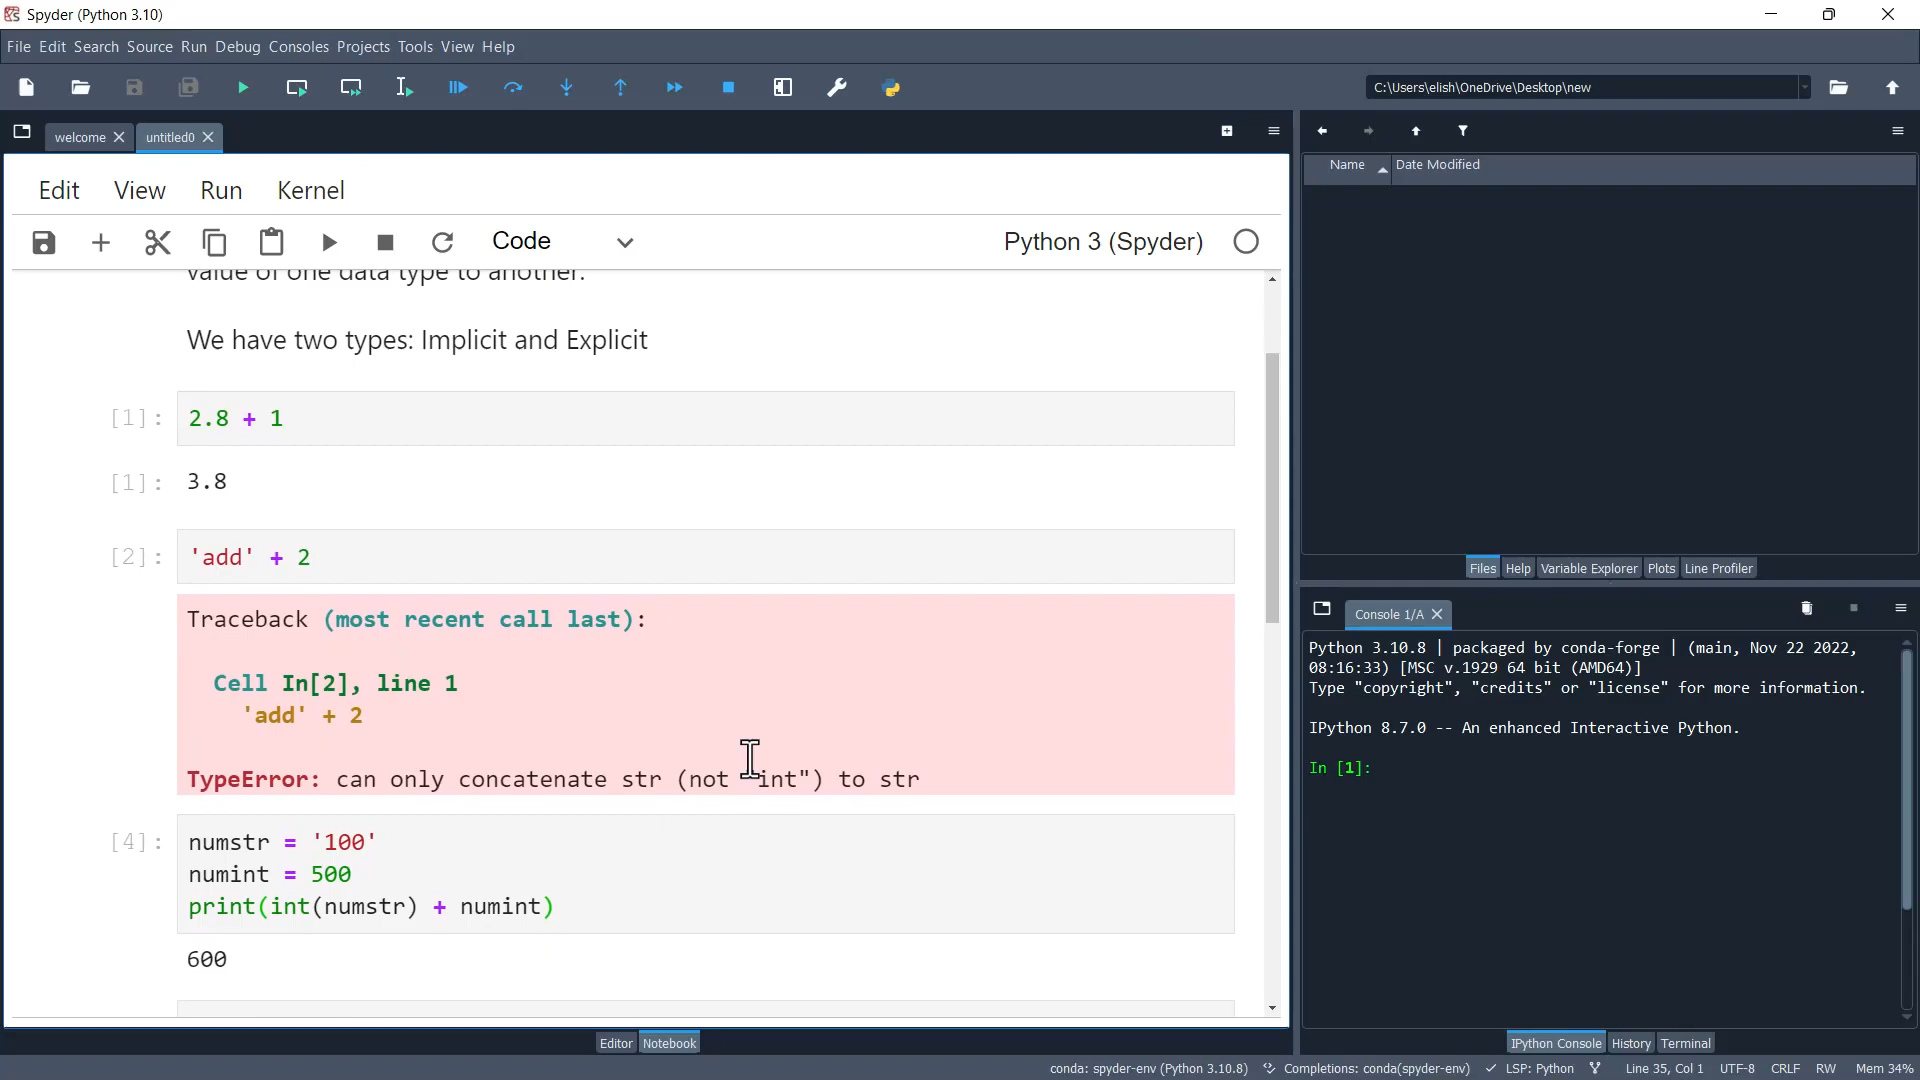 Spyder (Python 3.10)
File Edit Search Source Run Debug Consoles Projects Tools View Help
C:\Users\elish\OneDrive\Desktop\new
welcome
untitled0
Edit View Run Kernel
Code
Python 3 (Spyder)
value of one data type to another.
We have two types: Implicit and Explicit
[1]: 2.8 + 1
[1]: 3.8
[2]: 'add' + 2
Traceback (most recent call last):
Cell In[2], line 1
'add' + 2
TypeError: can only concatenate str (not "int") to str
[4]: numstr = '100'
numint = 500
print(int(numstr) + numint)
600
Editor Notebook
Name Date Modified
Files Help Variable Explorer Plots Line Profiler
Console 1/A
Python 3.10.8 | packaged by conda-forge | (main, Nov 22 2022,
08:16:33) [MSC v.1929 64 bit (AMD64)]
Type "copyright", "credits" or "license" for more information.
IPython 8.7.0 -- An enhanced Interactive Python.
In [1]:
IPython Console History Terminal
conda: spyder-env (Python 3.10.8) Completions: conda(spyder-env) LSP: Python Line 35, Col 1 UTF-8 CRLF RW Mem 34%